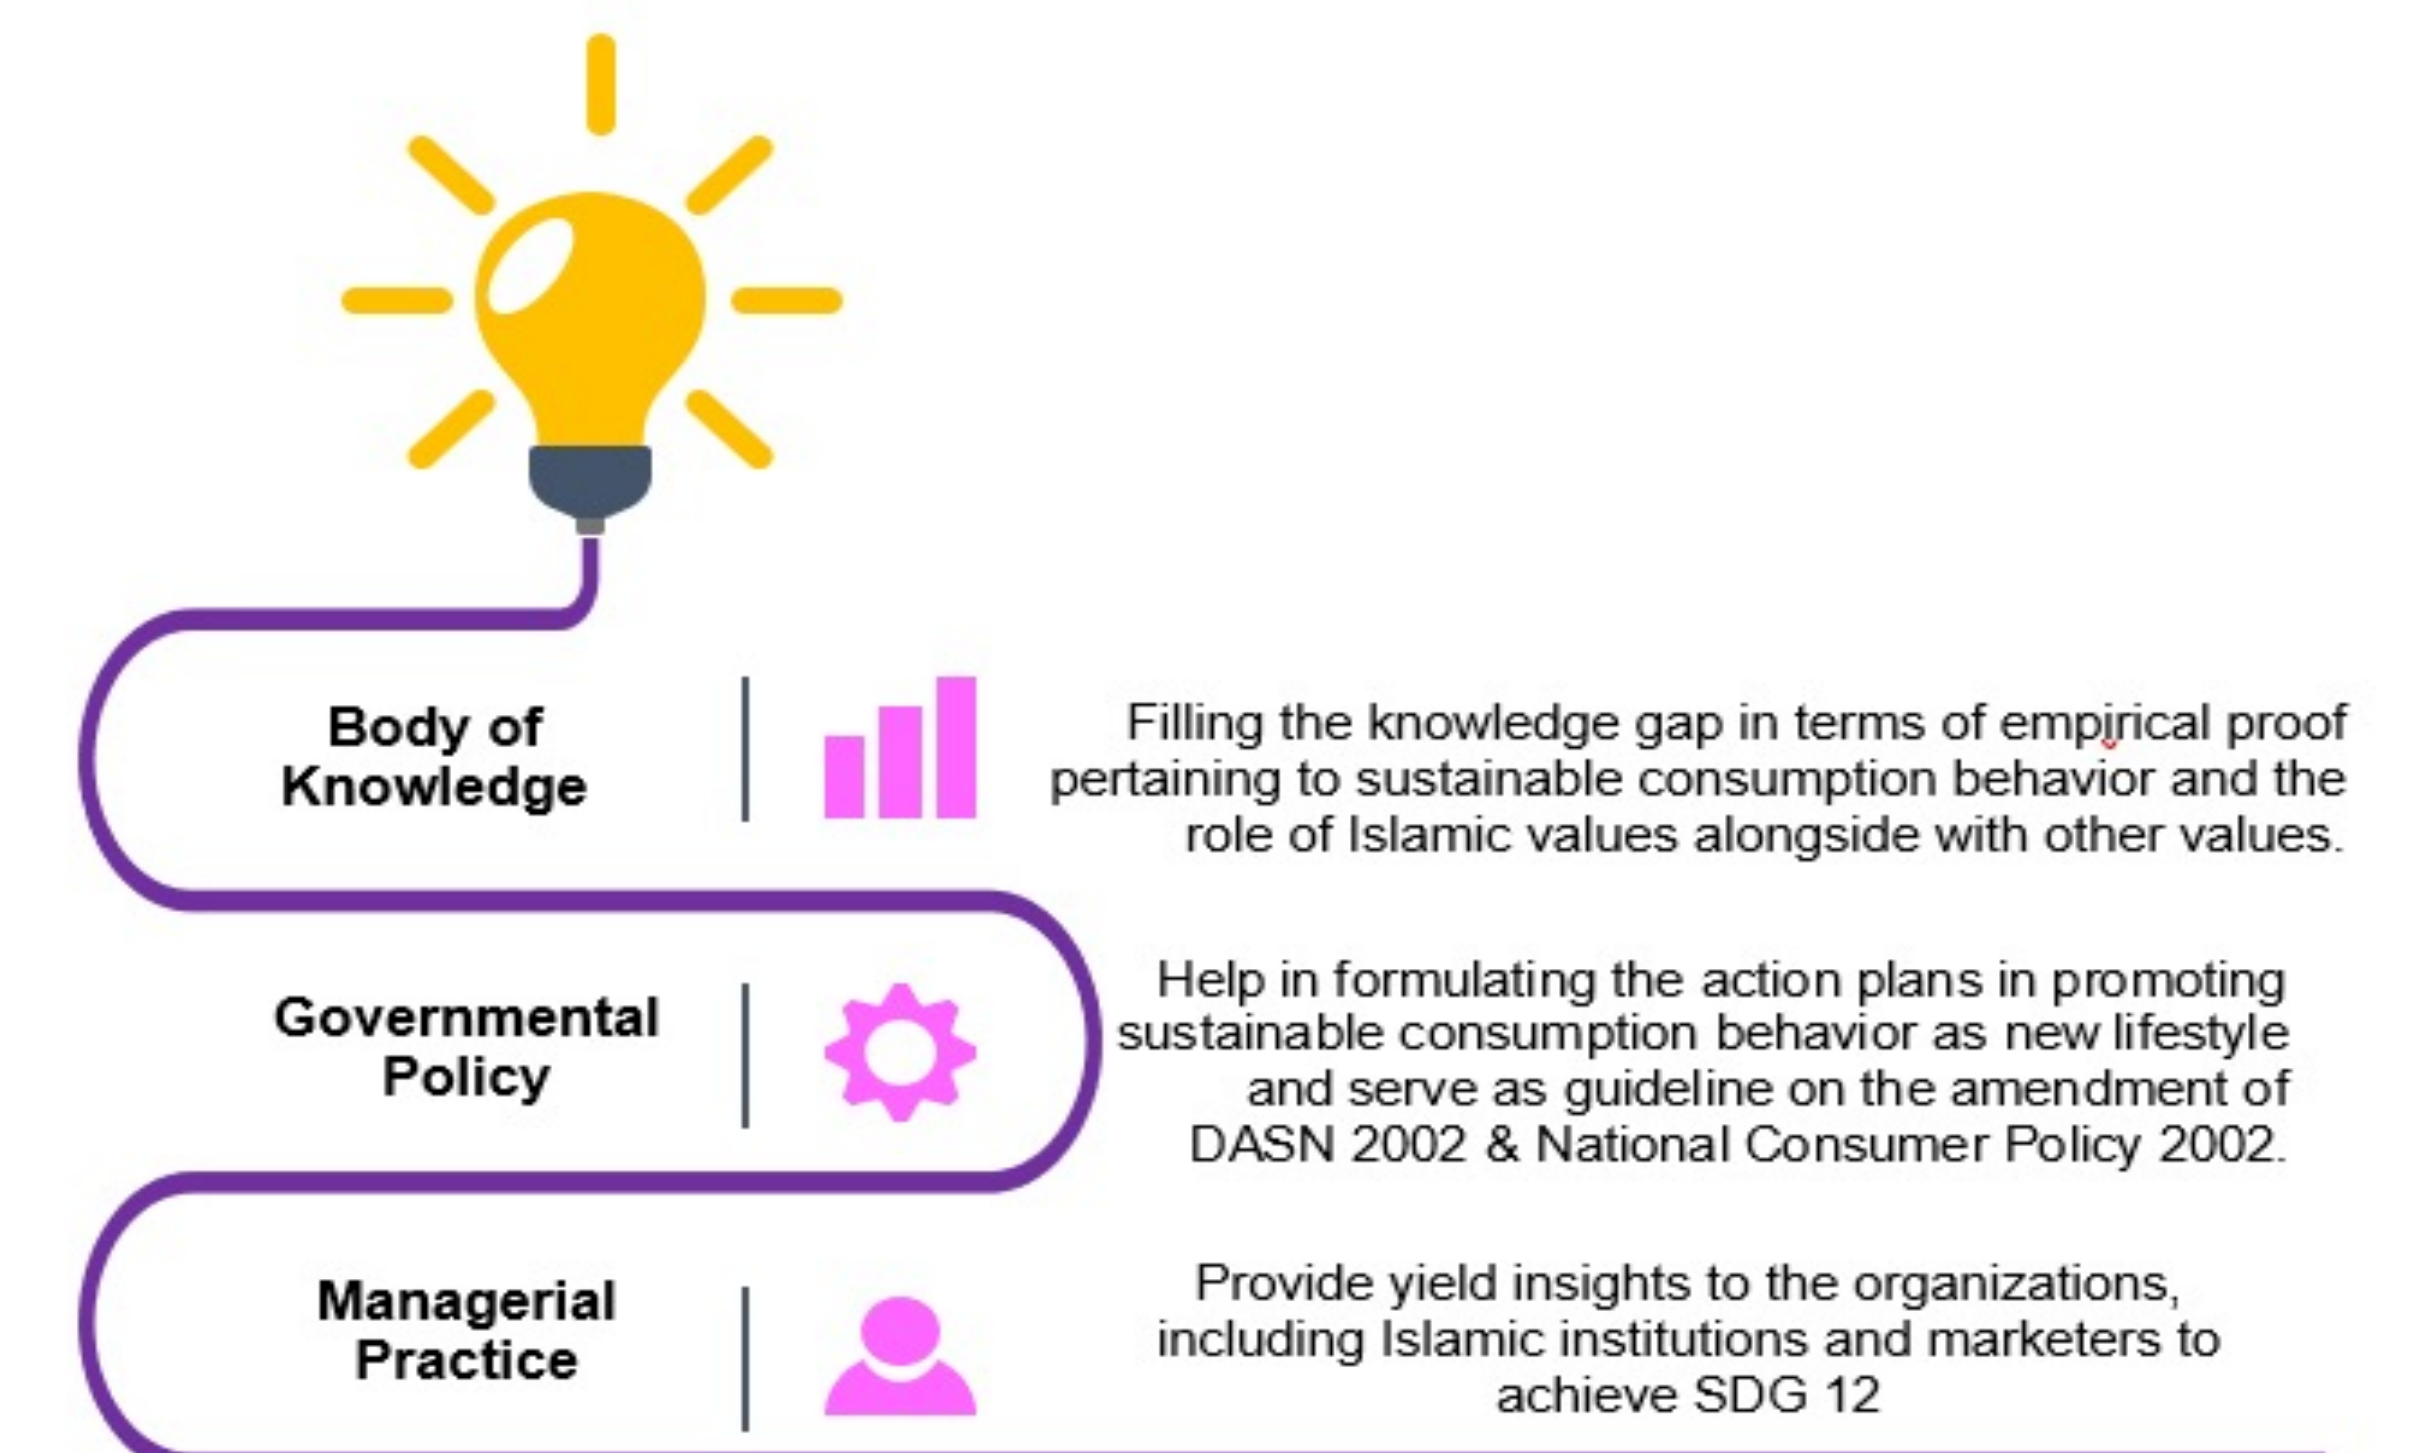 Body of
Knowledge
Filling the knowledge gap in terms of empirical proof
pertaining to sustainable consumption behavior and the
role of Islamic values alongside with other values.
Governmental
Policy
Help in formulating the action plans in promoting
sustainable consumption behavior as new lifestyle
and serve as guideline on the amendment of
DASN 2002 & National Consumer Policy 2002.
Managerial
Practice
Provide yield insights to the organizations,
including Islamic institutions and marketers to
achieve SDG 12